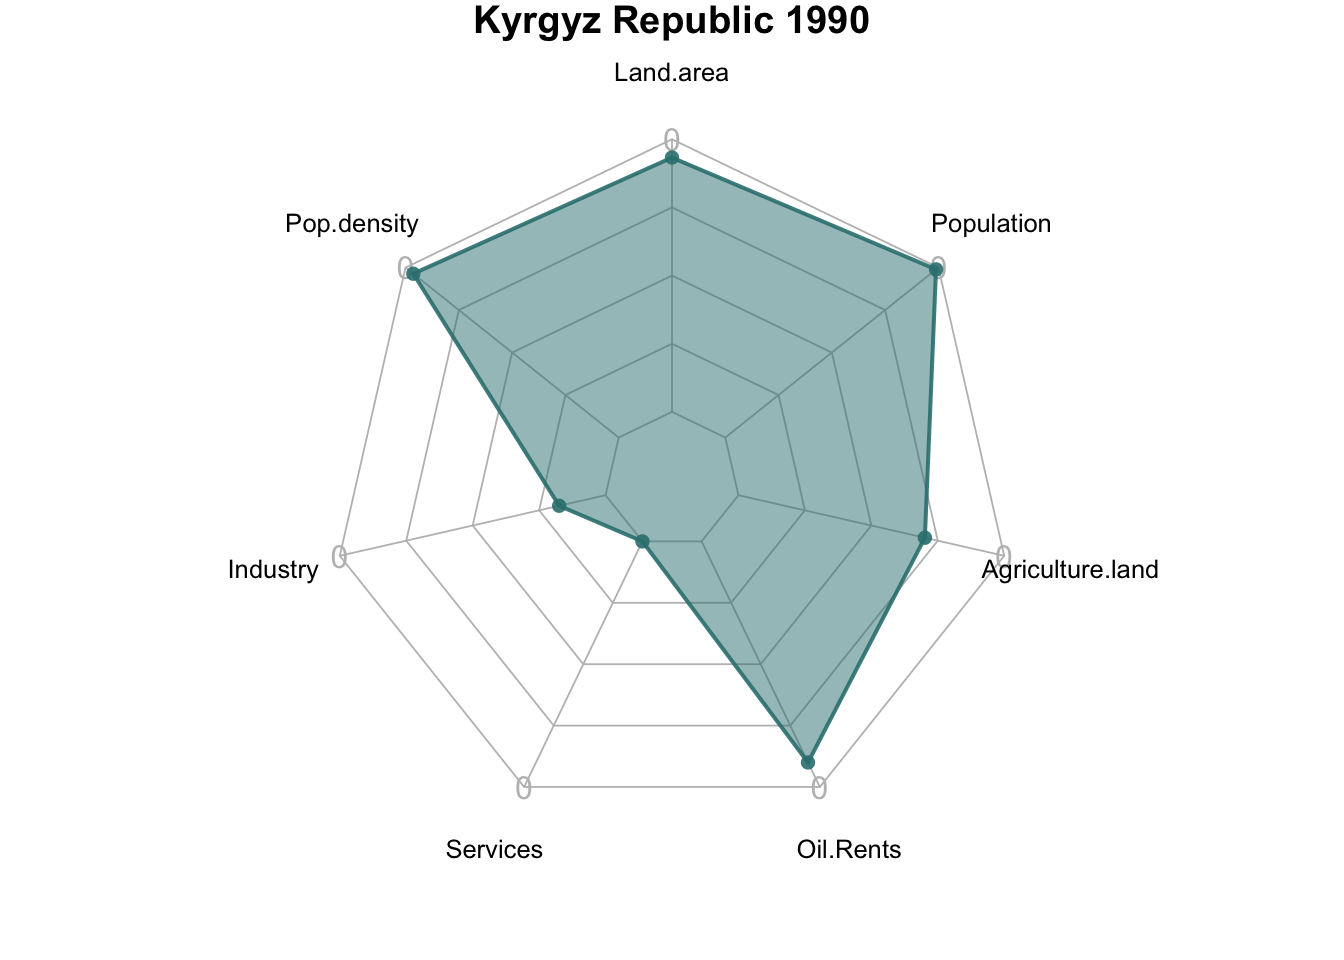 Kyrgyz Republic 1990
Land.area
0
Pop.density
Population
0
0
Industry
0
0
Agriculture.land
0
0
Services
Oil.Rents